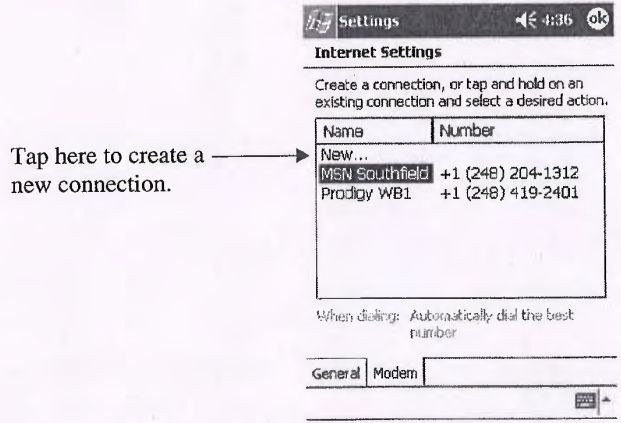 Settings 4:36 ok
Internet Settings
Create a connection, or tap and hold on an
existing connection and select a desired action.
Name Number
Tap here to create a
new connection.
New...
MSN Southfield +1 (248) 204-1312
Prodigy WB1 +1 (248) 419-2401
When dialing: Automatically dial the best
number
General Modem